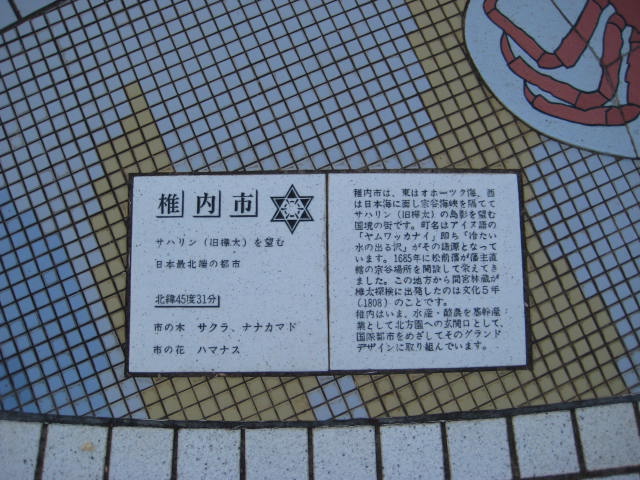 稚内市
サハリン(旧樺太)を望む
日本最北端の都市
北緯45度31分
市の木 サクラ、ナナカマド
市の花 ハマナス
稚内市は、東はオホーツク海、西
は日本海に面し宗谷海峡を隔てて
サハリン(旧樺太)の島影を望む
国境の街です。町名はアイヌ語の
「ヤムワッカナイ」即ち「冷たい
水の出る沢」がその語源となって
います。1685年に松前藩が藩主直
轄の宗谷場所を開設して栄えてき
ました。この地方から間宮林蔵が
樺太探検に出発したのは文化5年
(1808)のことです。
稚内はいま、水産・酪農を基幹産
業として北方圏への玄関口として、
国際都市をめざしてそのグランド
デザインに取り組んでいます。